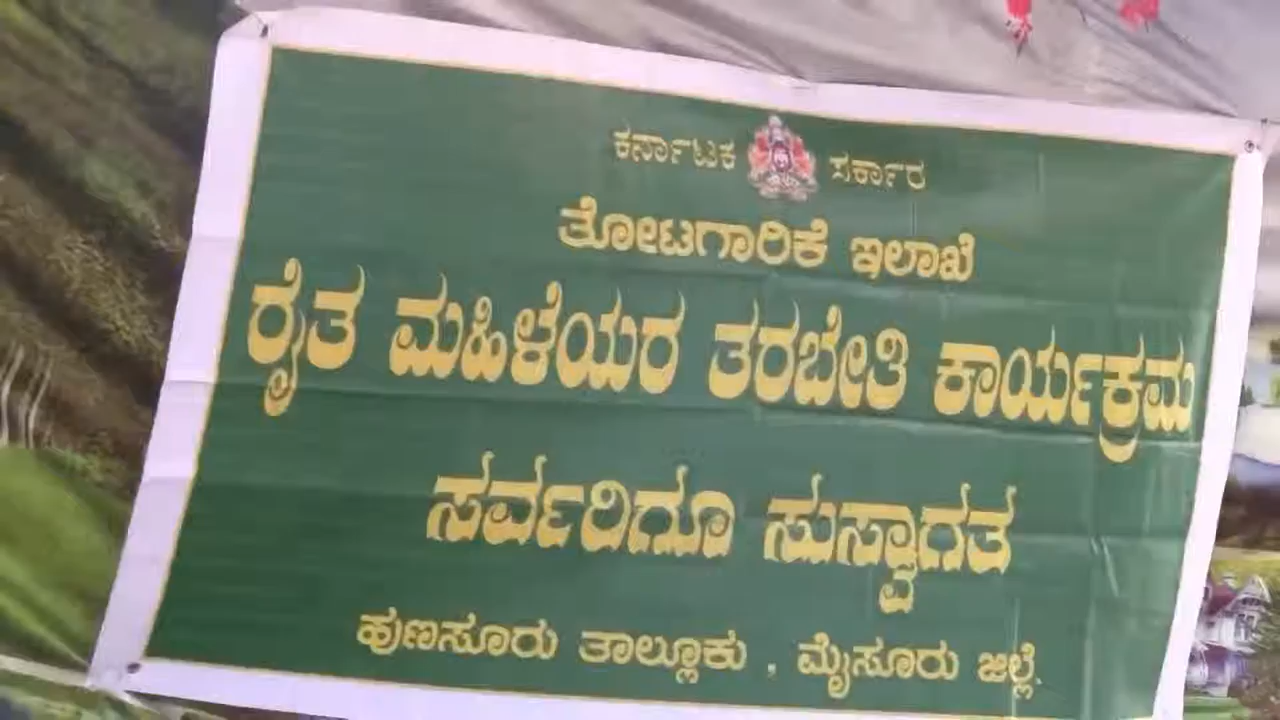 ಕರ್ನಾಟಕ ಸರ್ಕಾರ
ತೋಟಗಾರಿಕೆ ಇಲಾಖೆ
ರೈತ ಮಹಿಳೆಯರ ತರಬೇತಿ ಕಾರ್ಯಕ್ರಮ
ಸರ್ವರಿಗೂ ಸುಸ್ವಾಗತ
ಹುಣಸೂರು ತಾಲ್ಲೂಕು , ಮೈಸೂರು ಜಿಲ್ಲೆ.